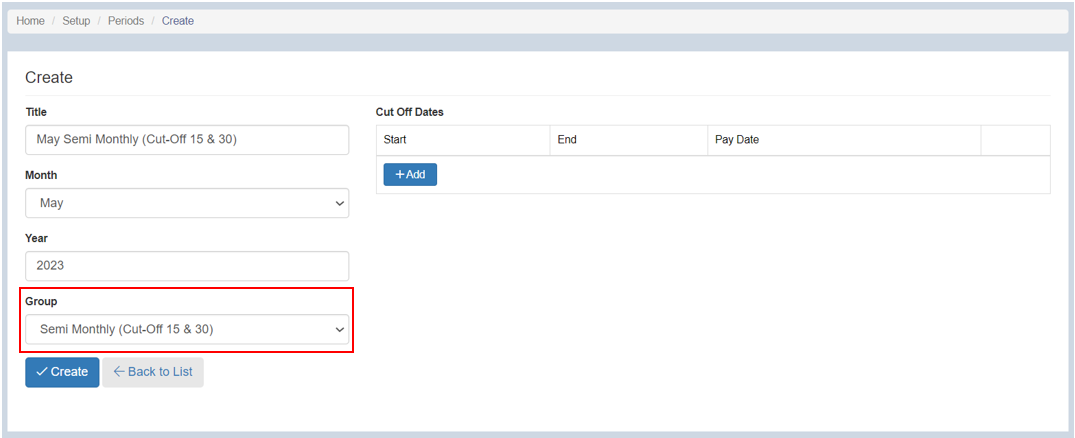 Home / Setup / Periods / Create
Create
Title
May Semi Monthly (Cut-Off 15 & 30)
Month
May
Year
2023
Group
Semi Monthly (Cut-Off 15 & 30)
Create
Back to List
Cut Off Dates
Start End Pay Date
+Add